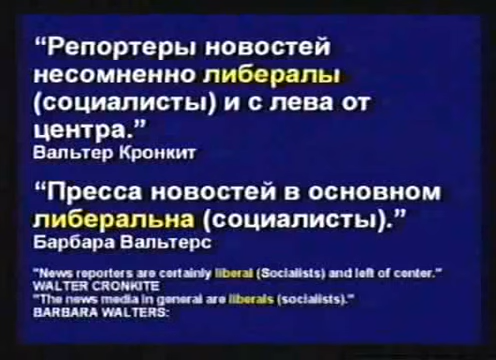 “Репортеры новостей
несомненно либералы
(социалисты) и с лева от
центра.”
Вальтер Кронкит
“Пресса новостей в основном
либеральна (социалисты).”
Барбара Вальтерс
"News reporters are certainly liberal (Socialists) and left of center."
WALTER CRONKITE
"The news media in general are liberals (socialists)."
BARBARA WALTERS: